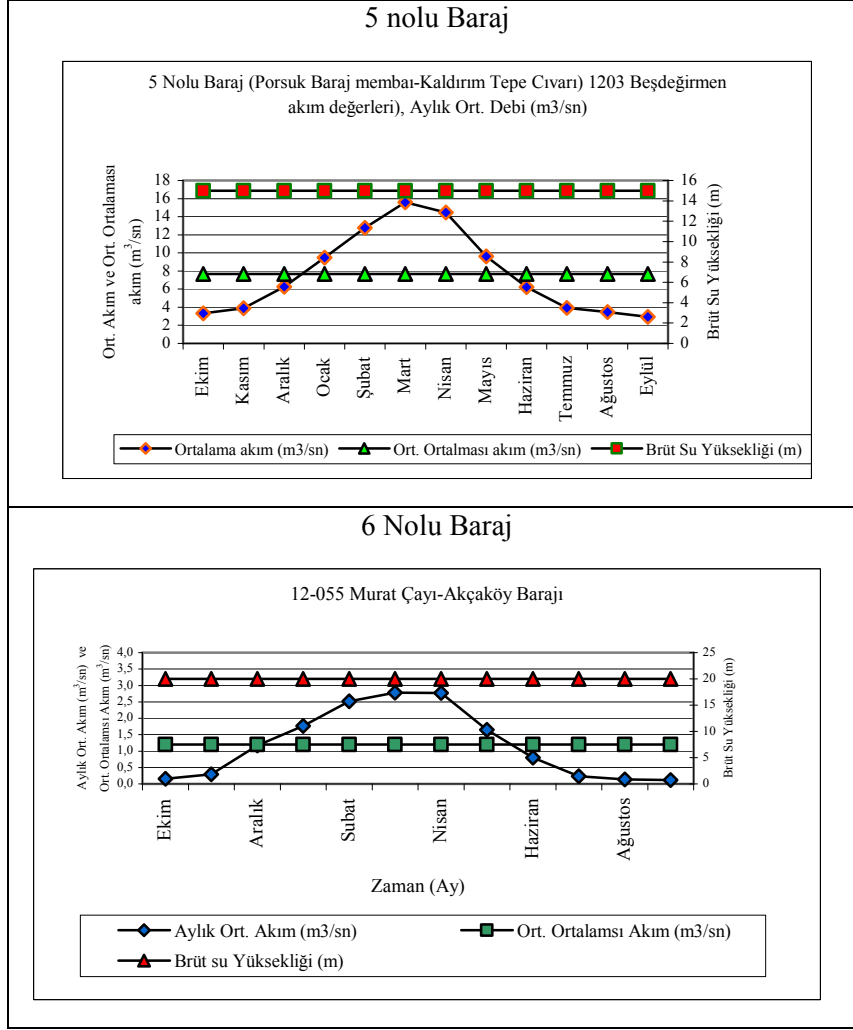 5 nolu Baraj
5 Nolu Baraj (Porsuk Baraj membaı-Kaldırım Tepe Cıvarı) 1203 Beşdeğirmen
akım değerleri), Aylık Ort. Debi (m3/sn)
Ort. Akım ve Ort. Ortalaması
akım (m³/sn)
18
16
14
12
10
8
6
4
2
0
16
14
12
10
8
6
4
2
0
Brüt Su Yüksekliği (m)
Ekim
Kasım
Aralık
Ocak
Şubat
Mart
Nisan
Mayıs
Haziran
Temmuz
Ağustos
Eylül
Ortalama akım (m3/sn) Ort. Ortalması akım (m3/sn) Brüt Su Yüksekliği (m)
6 Nolu Baraj
12-055 Murat Çayı-Akçaköy Barajı
Aylık Ort. Akım (m³/sn) ve
Ort. Ortalamsı Akım (m³/sn)
4,0
3,5
3,0
2,5
2,0
1,5
1,0
0,5
0,0
25
20
15
10
5
0
Brüt Su Yüksekliği (m)
Ekim
Aralık
Subat
Nisan
Haziran
Ağustos
Zaman (Ay)
Aylık Ort. Akım (m3/sn) Ort. Ortalamsı Akım (m3/sn)
Brüt su Yüksekliği (m)